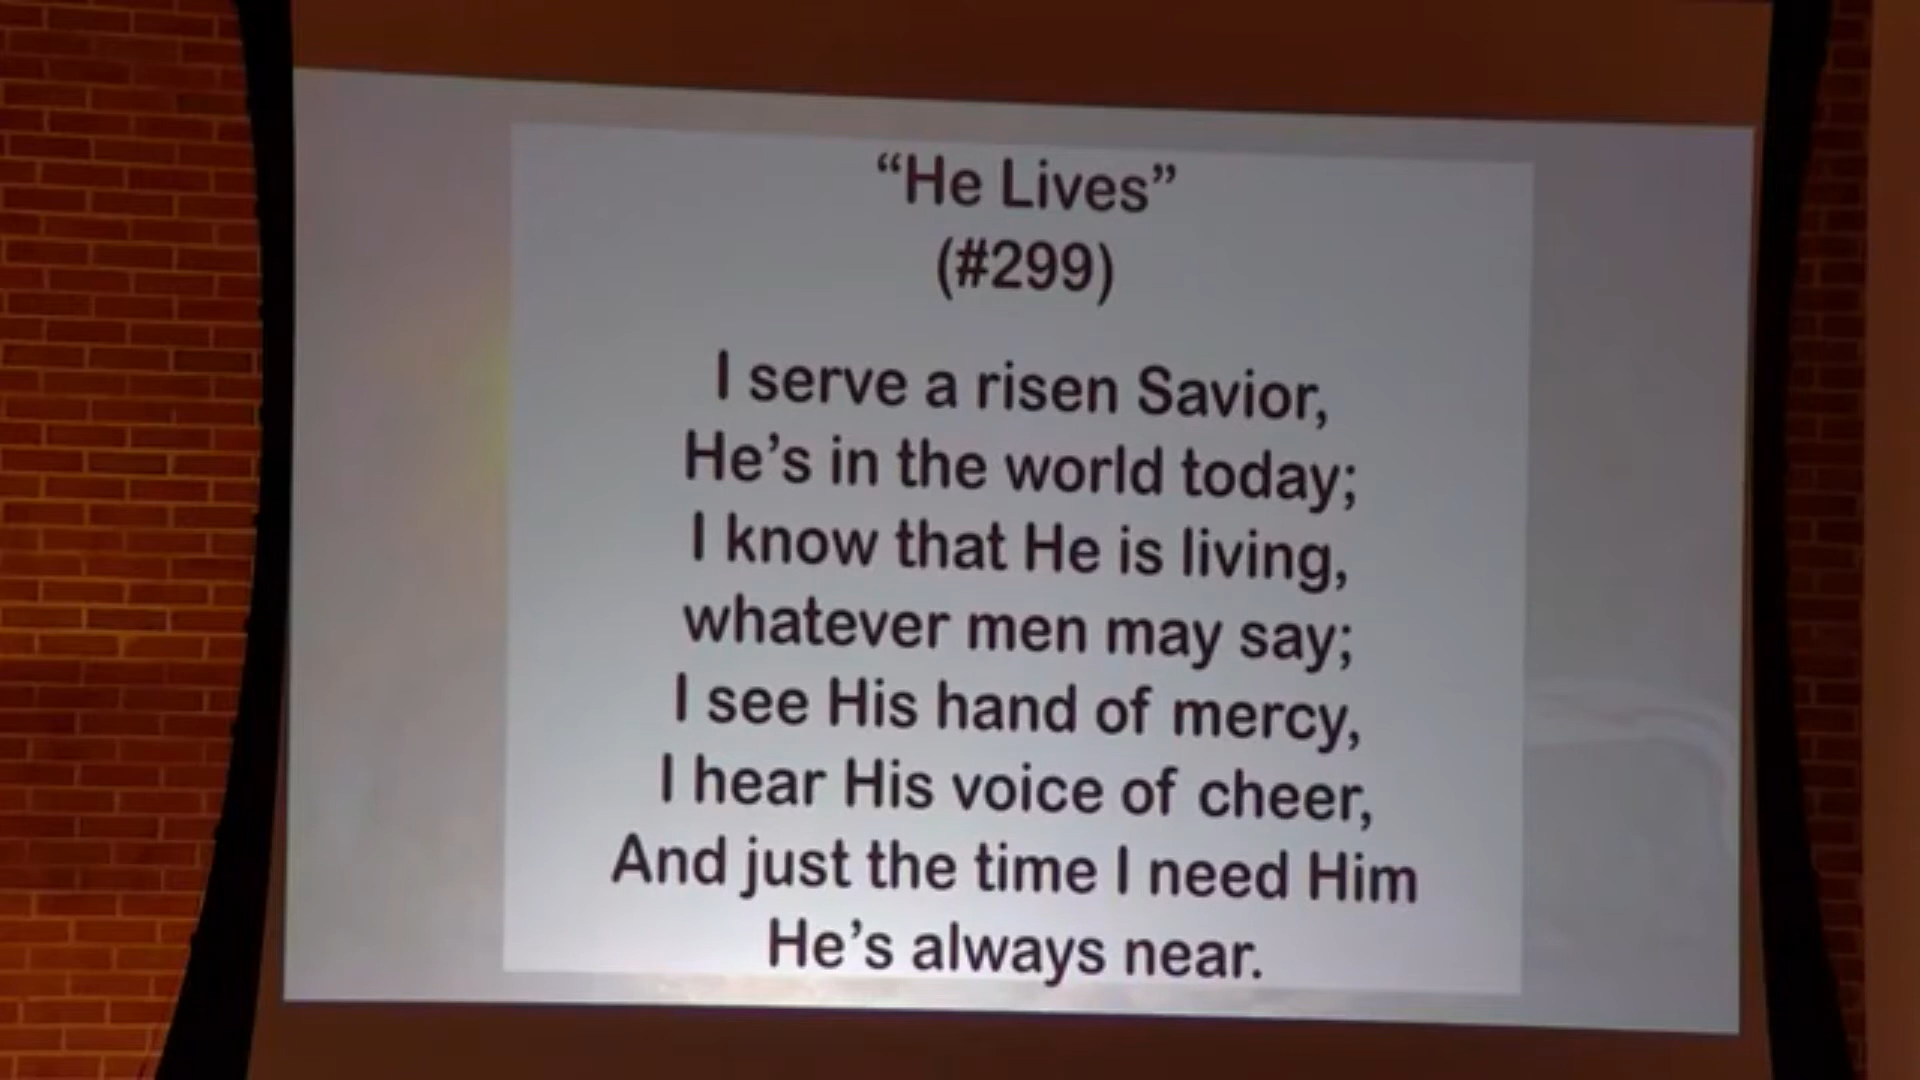 “He Lives”
(#299)
I serve a risen Savior,
He’s in the world today;
I know that He is living,
whatever men may say;
I see His hand of mercy,
I hear His voice of cheer,
And just the time I need Him
He’s always near.